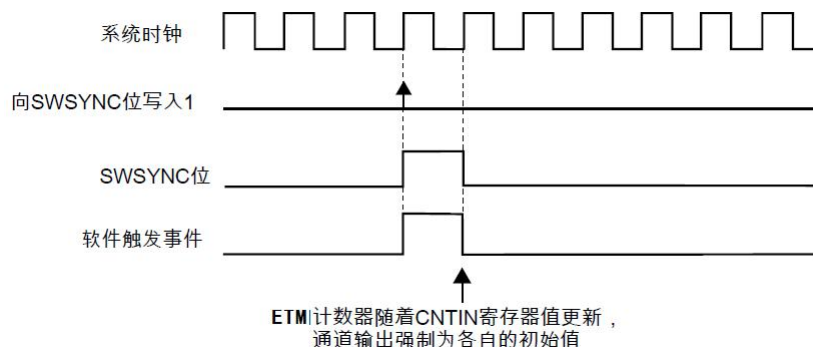 系统时钟
向SWSYNC位写入1
SWSYNC位
软件触发事件
ETM计数器随着CNTIN寄存器值更新，
通道输出强制为各自的初始值